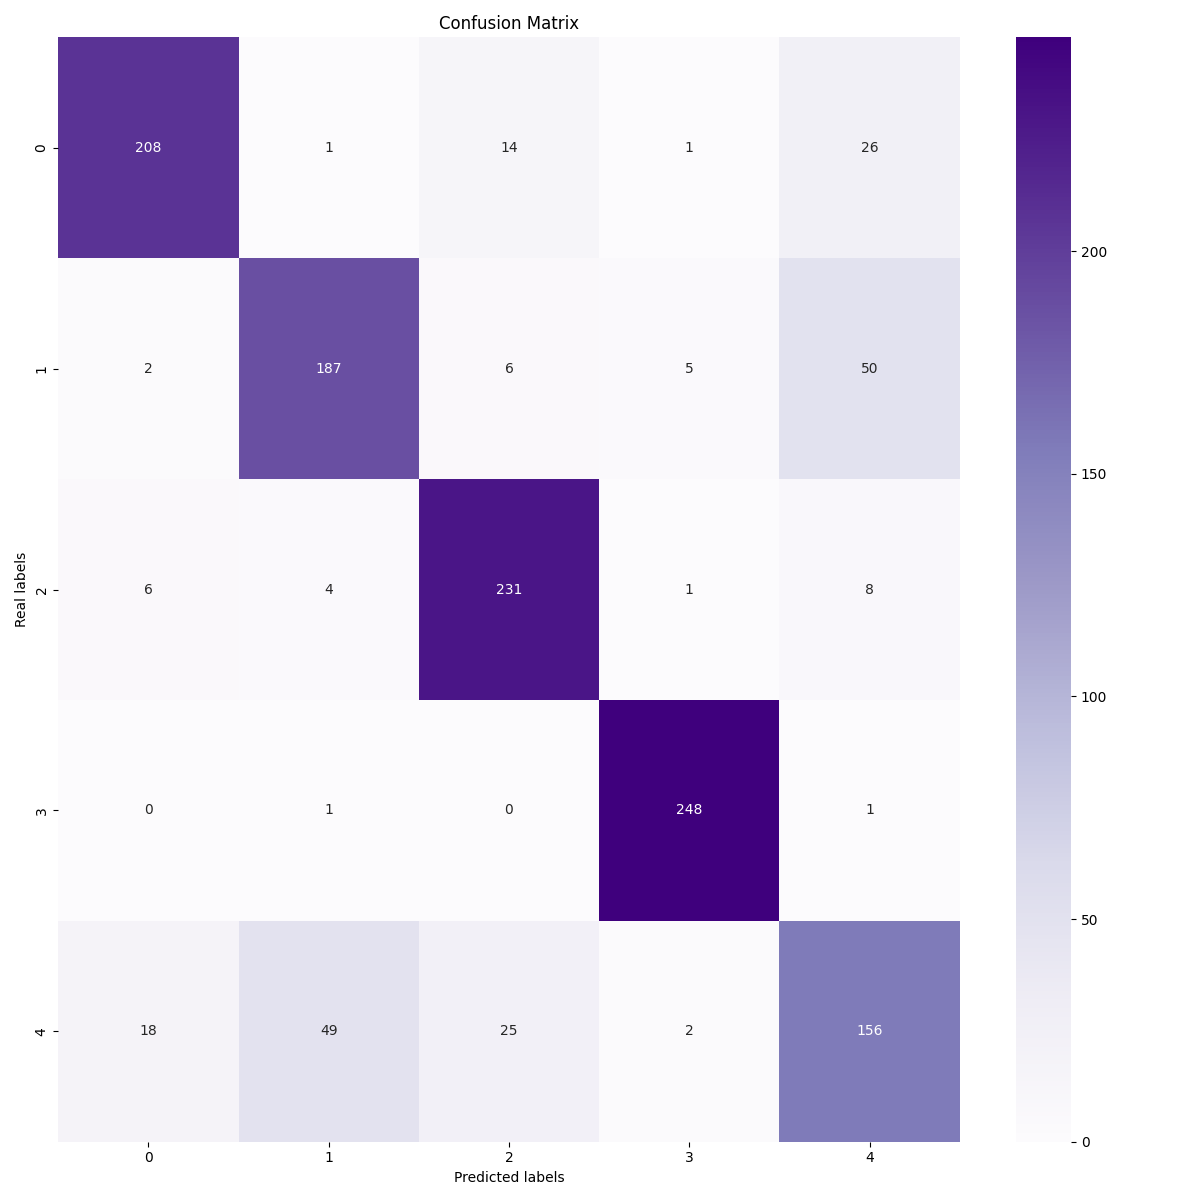 Confusion Matrix
0 208 1 14 1 26
1 2 187 6 5 50
2 6 4 231 1 8
3 0 1 0 248 1
4 18 49 25 2 156
0 1 2 3 4
Predicted labels
Real labels
200
150
100
50
0